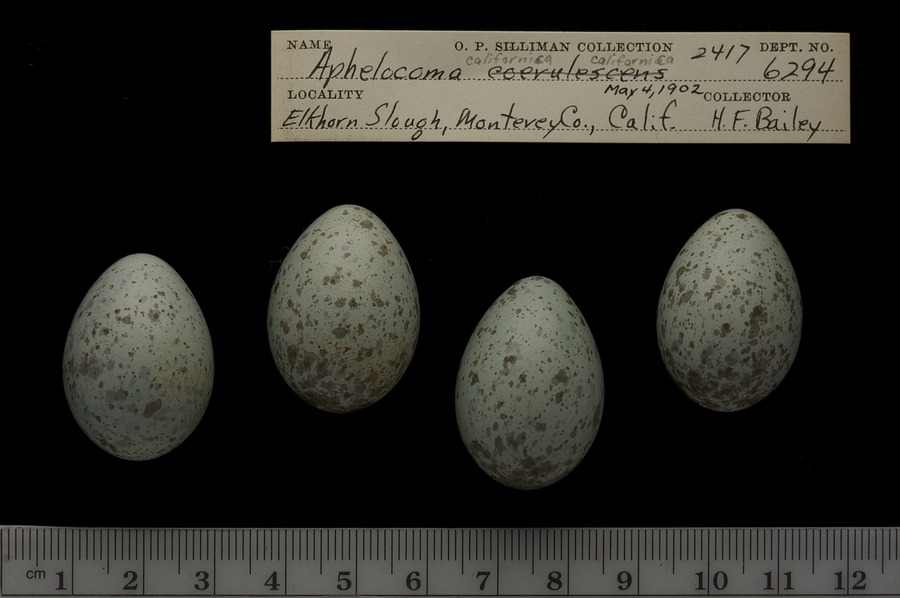 NAME O. P. SILLIMAN COLLECTION 2417 DEPT. NO.
californica californica
Aphelocoma coerulescens 6294
LOCALITY May 4, 1902 COLLECTOR
Elkhorn Slough, Monterey Co., Calif. H. F. Bailey
cm 1 2 3 4 5 6 7 8 9 10 11 12